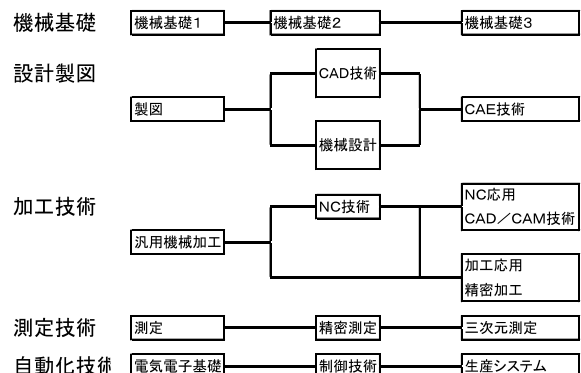 機械基礎 機械基礎1 機械基礎2 機械基礎3
設計製図 CAD技術
製図 CAE技術
機械設計
加工技術 NC技術 NC応用
CAD／CAM技術
汎用機械加工
加工応用
精密加工
測定技術 測定 精密測定 三次元測定
自動化技術 電気電子基礎 制御技術 生産システム